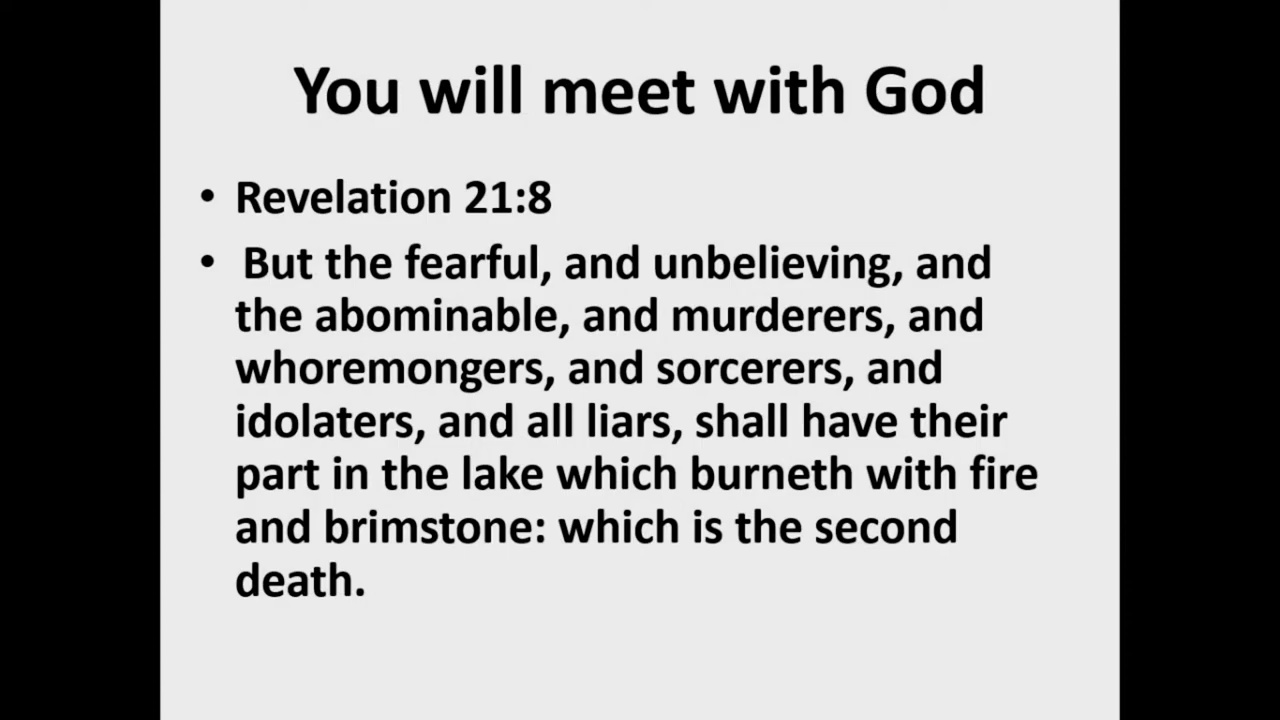 You will meet with God
• Revelation 21:8
• But the fearful, and unbelieving, and
the abominable, and murderers, and
whoremongers, and sorcerers, and
idolaters, and all liars, shall have their
part in the lake which burneth with fire
and brimstone: which is the second
death.